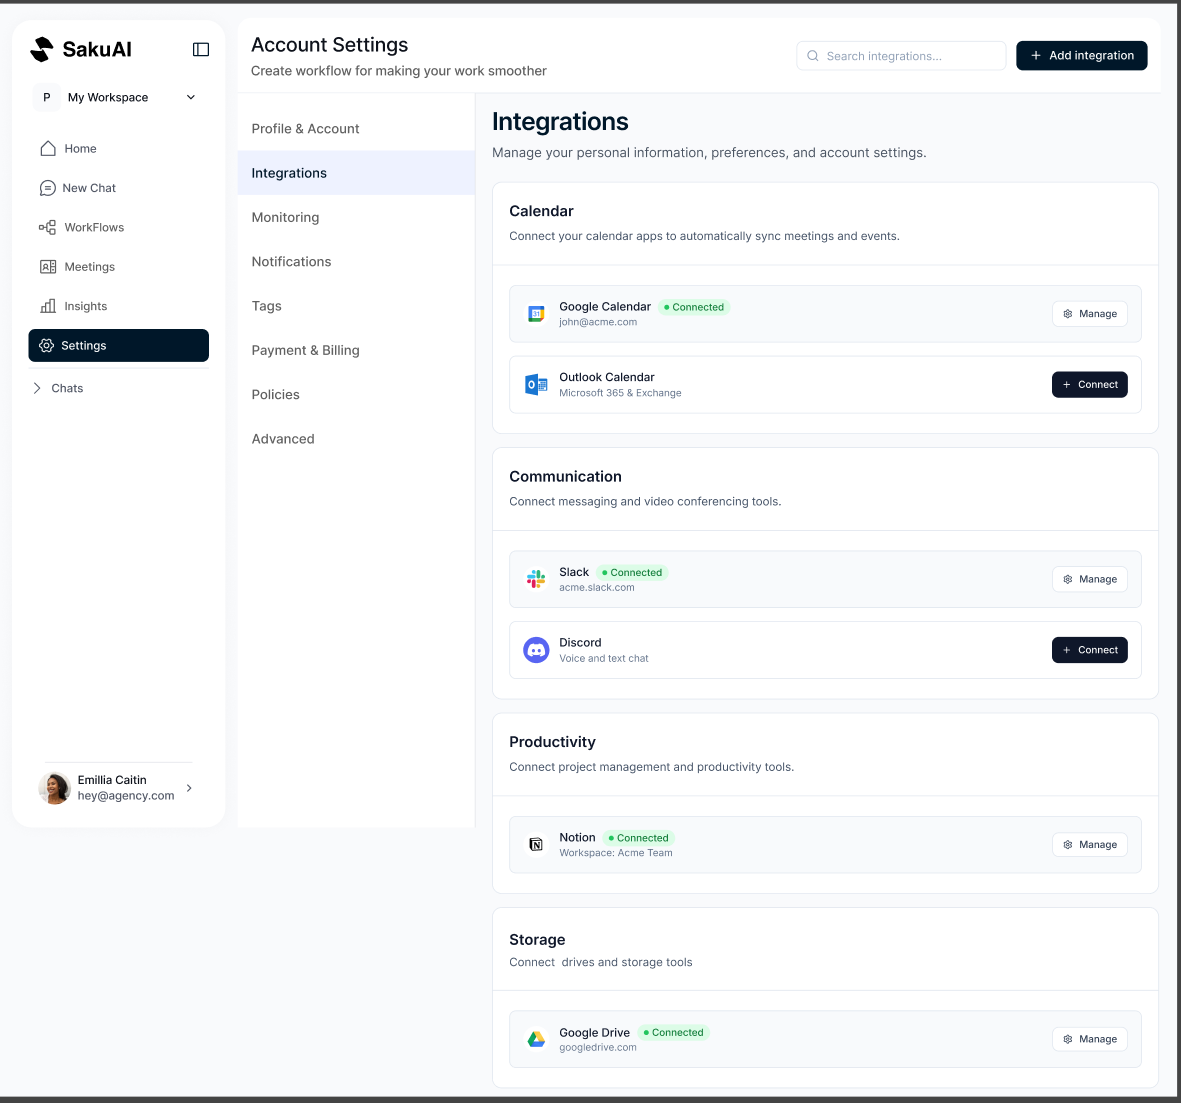 SakuAI
P My Workspace
Home
New Chat
WorkFlows
Meetings
Insights
Settings
Chats
Emillia Caitin
hey@agency.com
Account Settings
Create workflow for making your work smoother
Search integrations...
+ Add integration
Profile & Account
Integrations
Monitoring
Notifications
Tags
Payment & Billing
Policies
Advanced
Integrations
Manage your personal information, preferences, and account settings.
Calendar
Connect your calendar apps to automatically sync meetings and events.
31
Google Calendar Connected
john@acme.com
Manage
Outlook Calendar
Microsoft 365 & Exchange
+ Connect
Communication
Connect messaging and video conferencing tools.
Slack Connected
acme.slack.com
Manage
Discord
Voice and text chat
+ Connect
Productivity
Connect project management and productivity tools.
Notion Connected
Workspace: Acme Team
Manage
Storage
Connect drives and storage tools
Google Drive Connected
googledrive.com
Manage